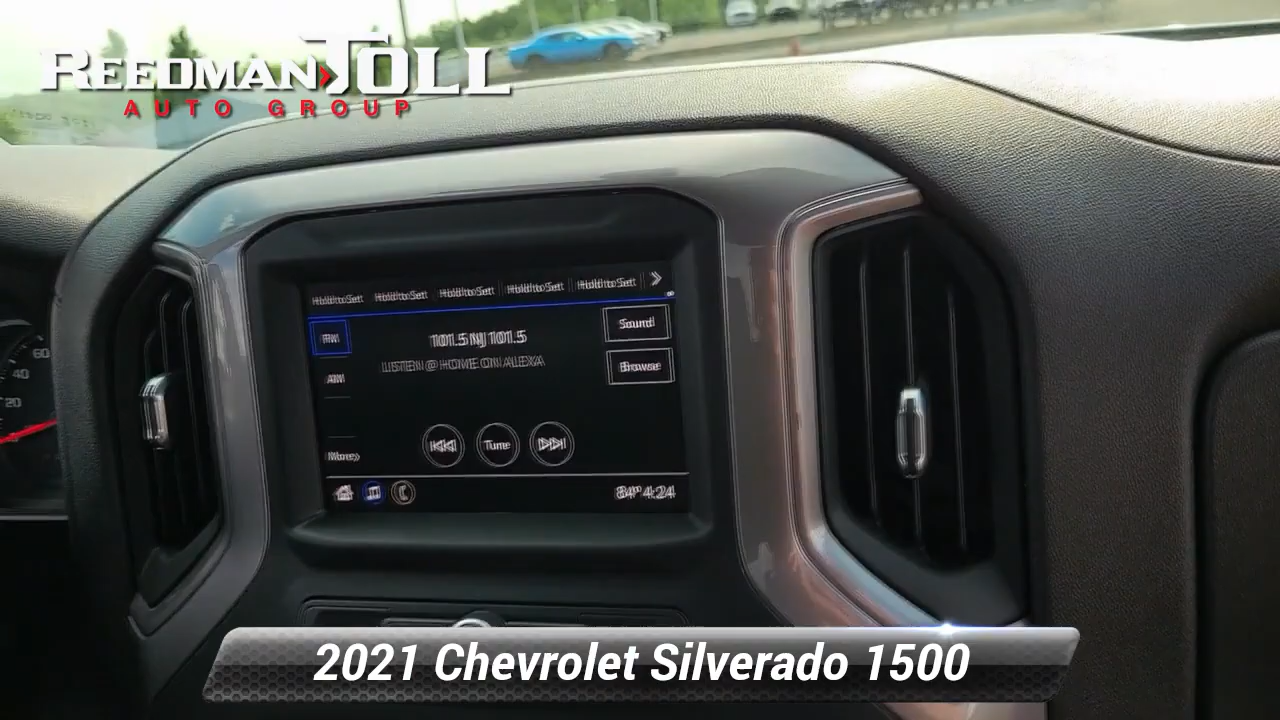 REEDMAN TOLL
AUTO GROUP
Hold to Set Hold to Set Hold to Set Hold to Set Hold to Set
FM
101.5 NJ 101.5
Sound
LISTEN @ HOME ON ALEXA
Browse
AM
60
40
20
Tune
More>
84° 4:24
2021 Chevrolet Silverado 1500